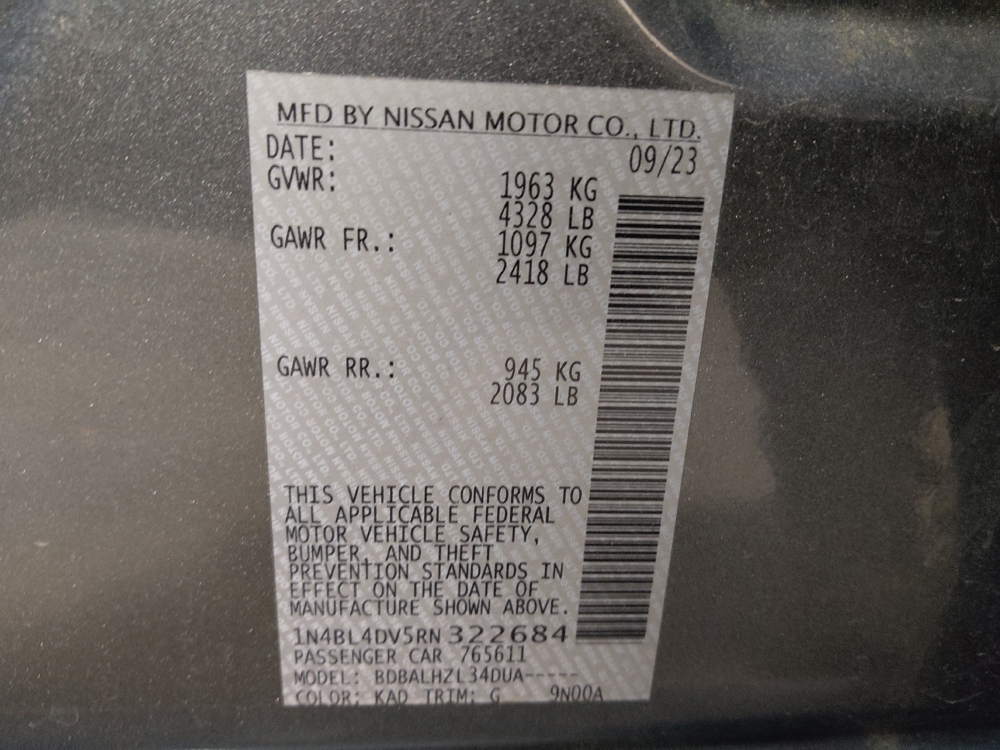 MFD BY NISSAN MOTOR CO., LTD.
DATE: 09/23
GVWR: 1963 KG
4328 LB
GAWR FR.: 1097 KG
2418 LB
GAWR RR.: 945 KG
2083 LB
THIS VEHICLE CONFORMS TO
ALL APPLICABLE FEDERAL
MOTOR VEHICLE SAFETY,
BUMPER, AND THEFT
PREVENTION STANDARDS IN
EFFECT ON THE DATE OF
MANUFACTURE SHOWN ABOVE.
1N4BL4DV5RN322684
PASSENGER CAR 765611
MODEL: BDBALHZL34DUA-----
COLOR: KAD TRIM: G 9N00A